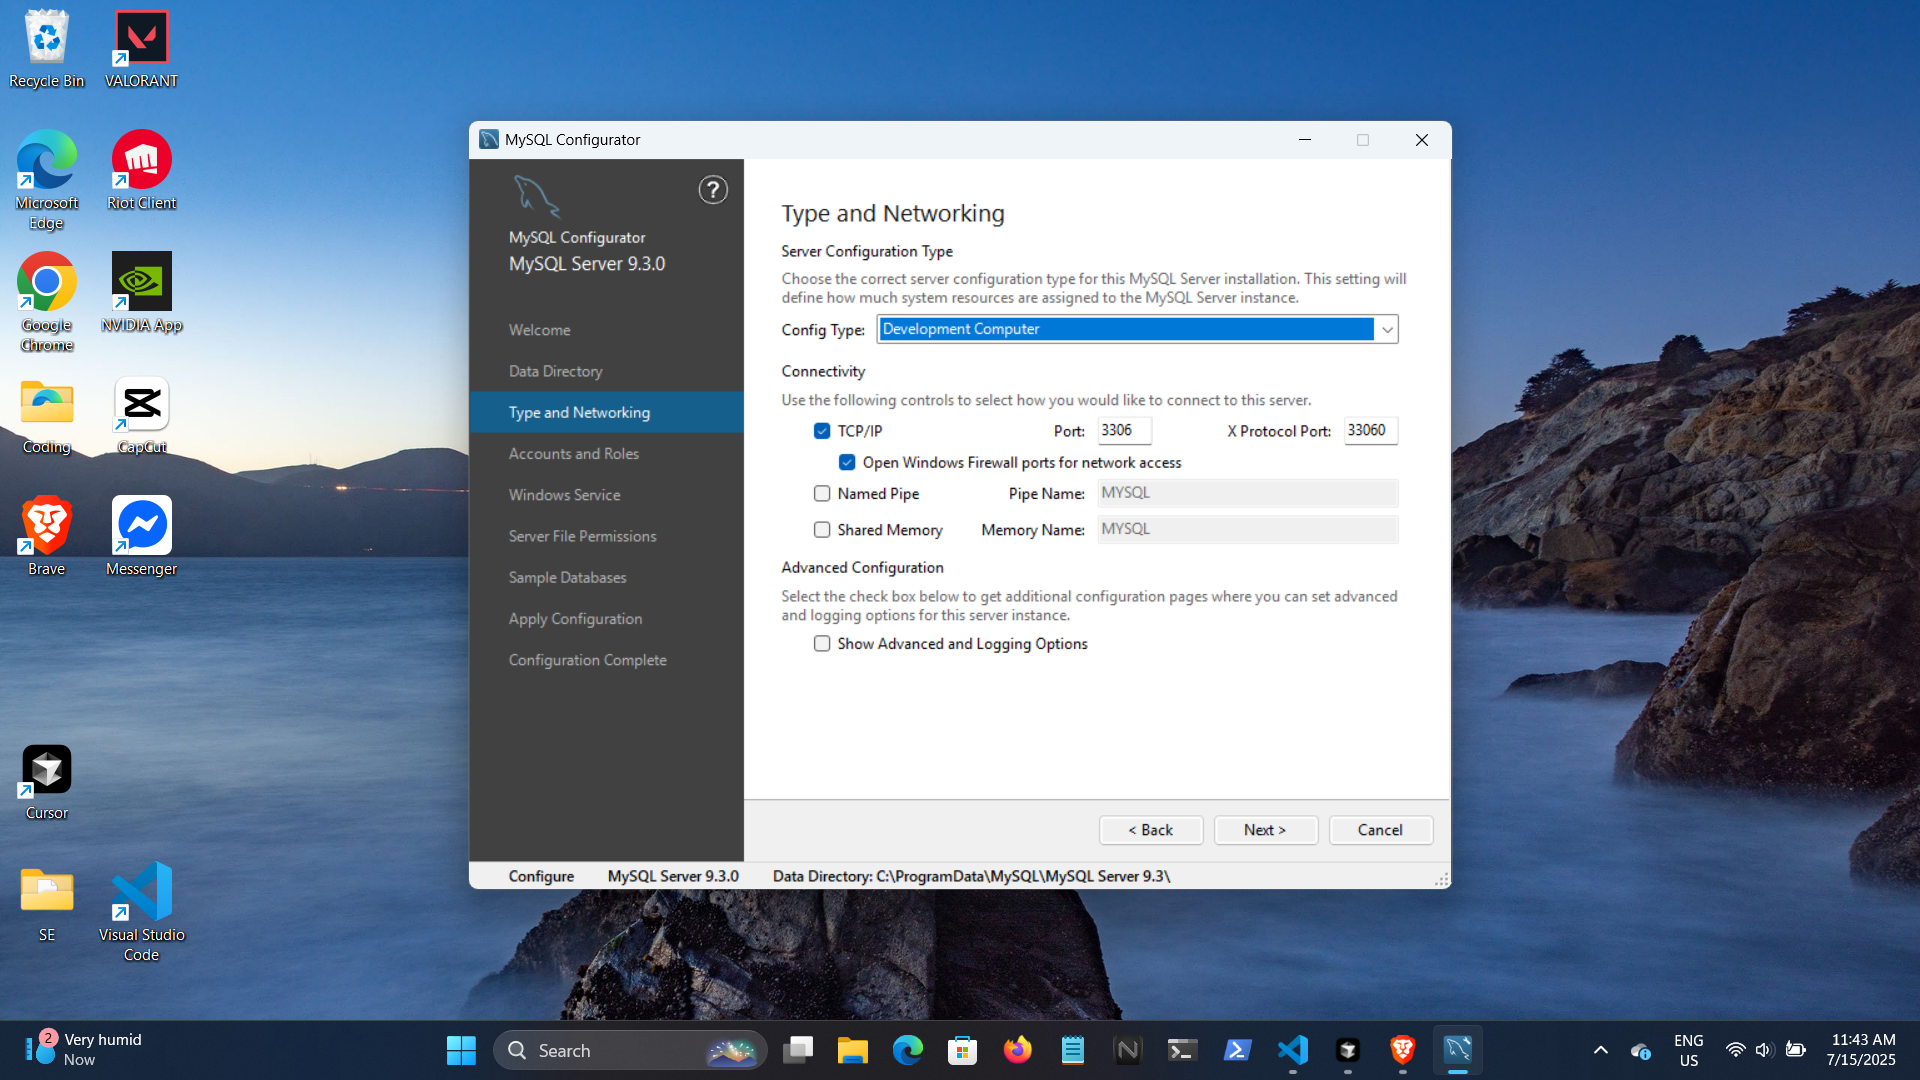 Recycle Bin
VALORANT
Microsoft
Edge
Riot Client
Google
Chrome
NVIDIA App
Coding
CapCut
Brave
Messenger
Cursor
SE
Visual Studio
Code
MySQL Configurator
?
MySQL Configurator
MySQL Server 9.3.0
Welcome
Data Directory
Type and Networking
Accounts and Roles
Windows Service
Server File Permissions
Sample Databases
Apply Configuration
Configuration Complete
Type and Networking
Server Configuration Type
Choose the correct server configuration type for this MySQL Server installation. This setting will
define how much system resources are assigned to the MySQL Server instance.
Config Type: Development Computer
Connectivity
Use the following controls to select how you would like to connect to this server.
TCP/IP Port: 3306 X Protocol Port: 33060
Open Windows Firewall ports for network access
Named Pipe Pipe Name: MYSQL
Shared Memory Memory Name: MYSQL
Advanced Configuration
Select the check box below to get additional configuration pages where you can set advanced
and logging options for this server instance.
Show Advanced and Logging Options
< Back Next > Cancel
Configure MySQL Server 9.3.0 Data Directory: C:\ProgramData\MySQL\MySQL Server 9.3\
2
Very humid
Now
Search
ENG
US
11:43 AM
7/15/2025